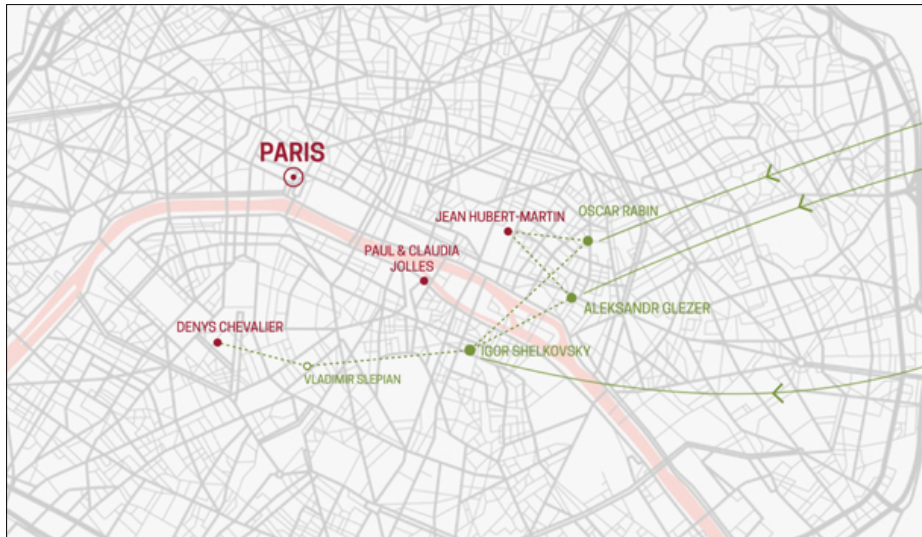 PARIS
JEAN HUBERT-MARTIN
OSCAR RABIN
PAUL & CLAUDIA
JOLLES
ALEKSANDR GLEZER
DENYS CHEVALIER
IGOR SHELKOVSKY
VLADIMIR SLEPIAN